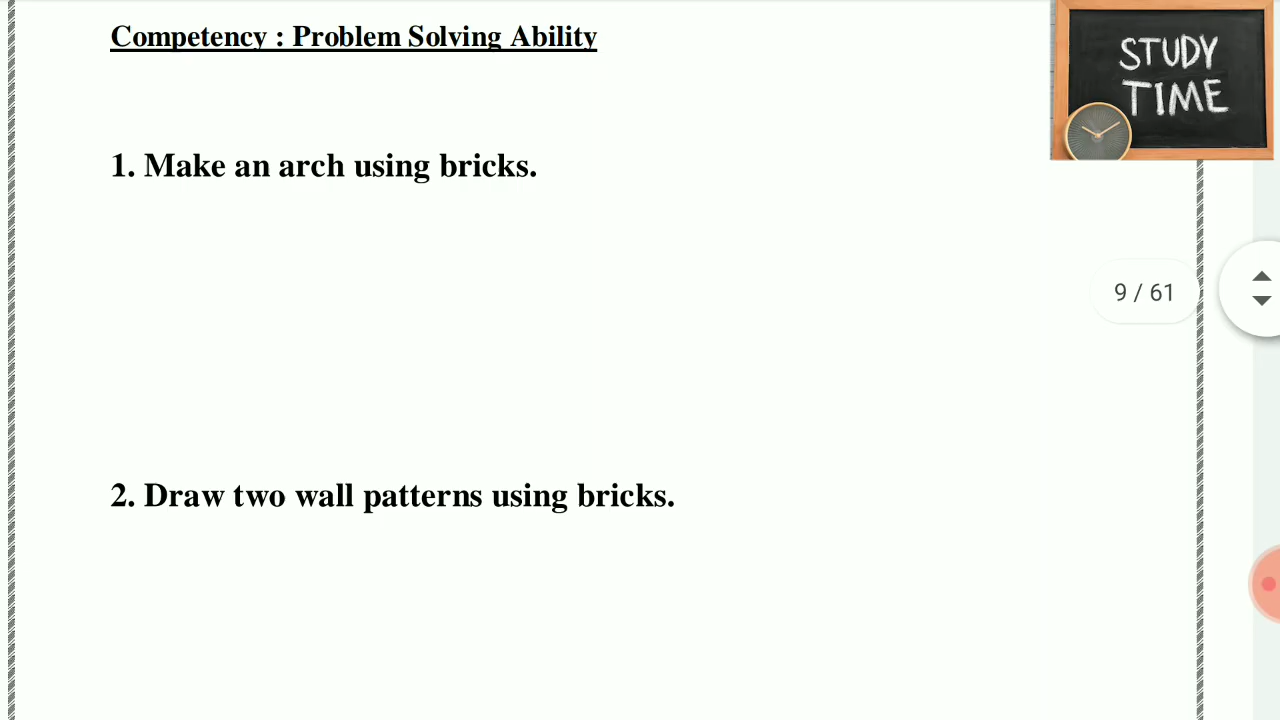 Competency : Problem Solving Ability
STUDY
TIME
1. Make an arch using bricks.
9 / 61
2. Draw two wall patterns using bricks.